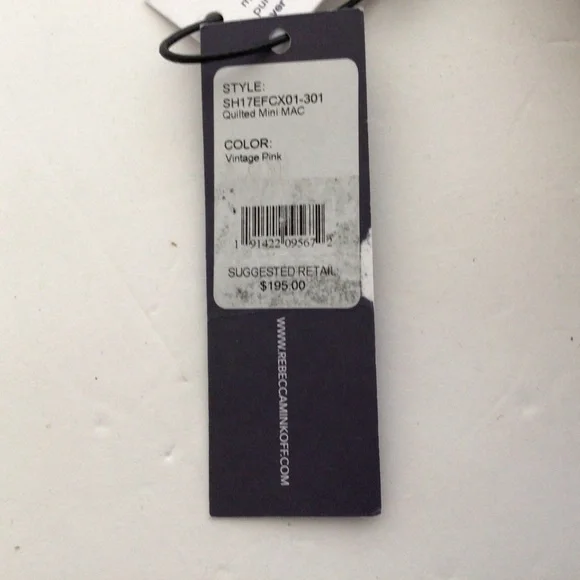 STYLE:
SH17EFCX01-301
Quilted Mini MAC
COLOR:
Vintage Pink
1 91422 09567 2
SUGGESTED RETAIL
$195.00
WWW.REBECCAMINKOFF.COM